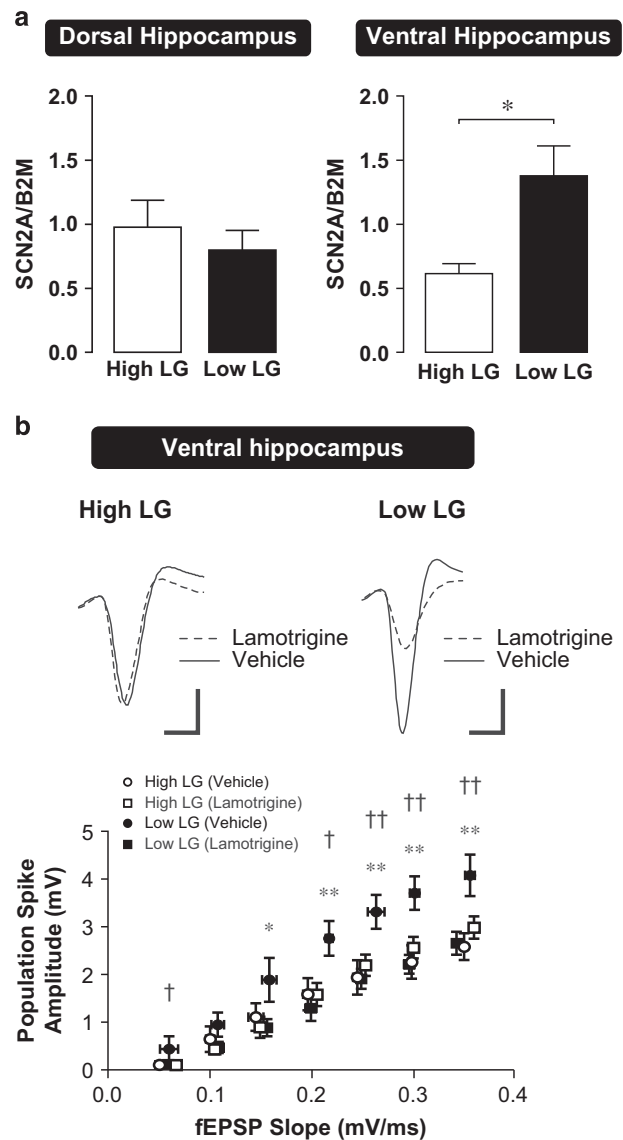 a
Dorsal Hippocampus
Ventral Hippocampus
2.0
1.5
1.0
0.5
0.0
SCN2A/B2M
High LG
Low LG
*
2.0
1.5
1.0
0.5
0.0
SCN2A/B2M
High LG
Low LG
b
Ventral hippocampus
High LG
Low LG
Lamotrigine
Vehicle
Lamotrigine
Vehicle
High LG (Vehicle)
High LG (Lamotrigine)
Low LG (Vehicle)
Low LG (Lamotrigine)
† * † ** †† ** †† ** †† **
5
4
3
2
1
0
Population Spike
Amplitude (mV)
0.0 0.1 0.2 0.3 0.4
fEPSP Slope (mV/ms)